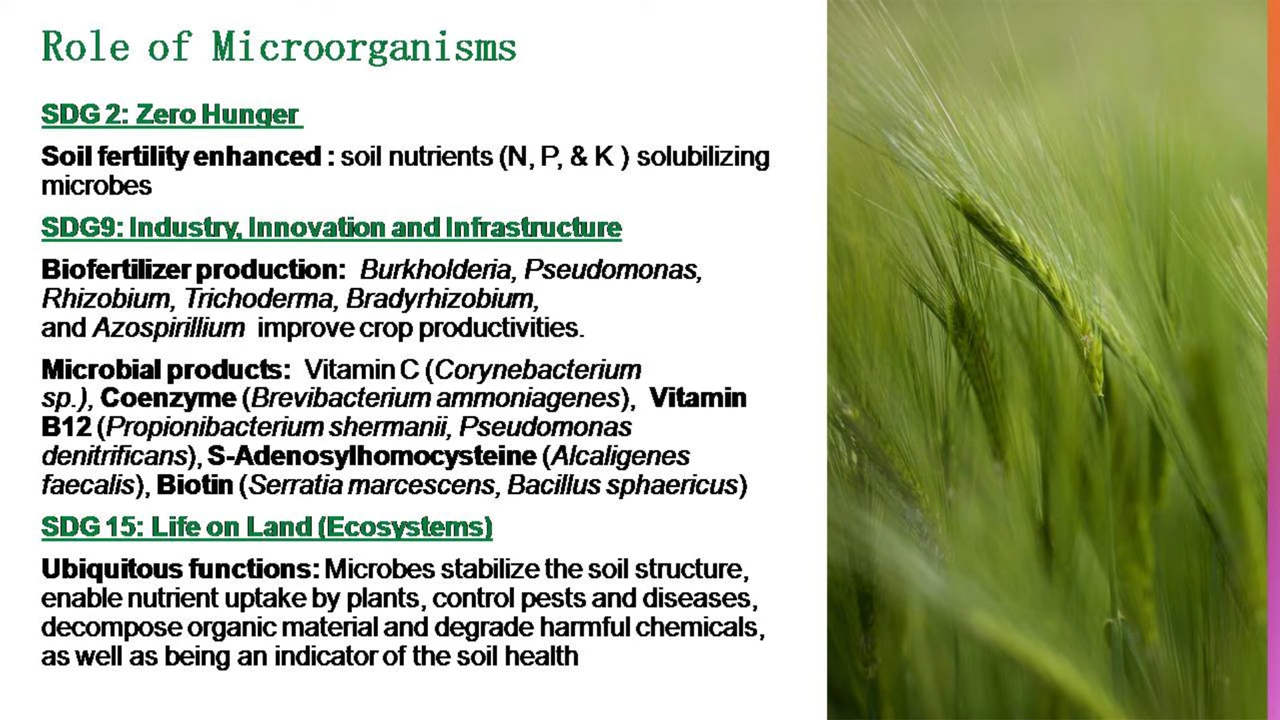 Role of Microorganisms
SDG 2: Zero Hunger
Soil fertility enhanced : soil nutrients (N, P, & K ) solubilizing
microbes
SDG9: Industry, Innovation and Infrastructure
Biofertilizer production: Burkholderia, Pseudomonas,
Rhizobium, Trichoderma, Bradyrhizobium,
and Azospirillium improve crop productivities.
Microbial products: Vitamin C (Corynebacterium
sp.), Coenzyme (Brevibacterium ammoniagenes), Vitamin
B12 (Propionibacterium shermanii, Pseudomonas
denitrificans), S-Adenosylhomocysteine (Alcaligenes
faecalis), Biotin (Serratia marcescens, Bacillus sphaericus)
SDG 15: Life on Land (Ecosystems)
Ubiquitous functions: Microbes stabilize the soil structure,
enable nutrient uptake by plants, control pests and diseases,
decompose organic material and degrade harmful chemicals,
as well as being an indicator of the soil health